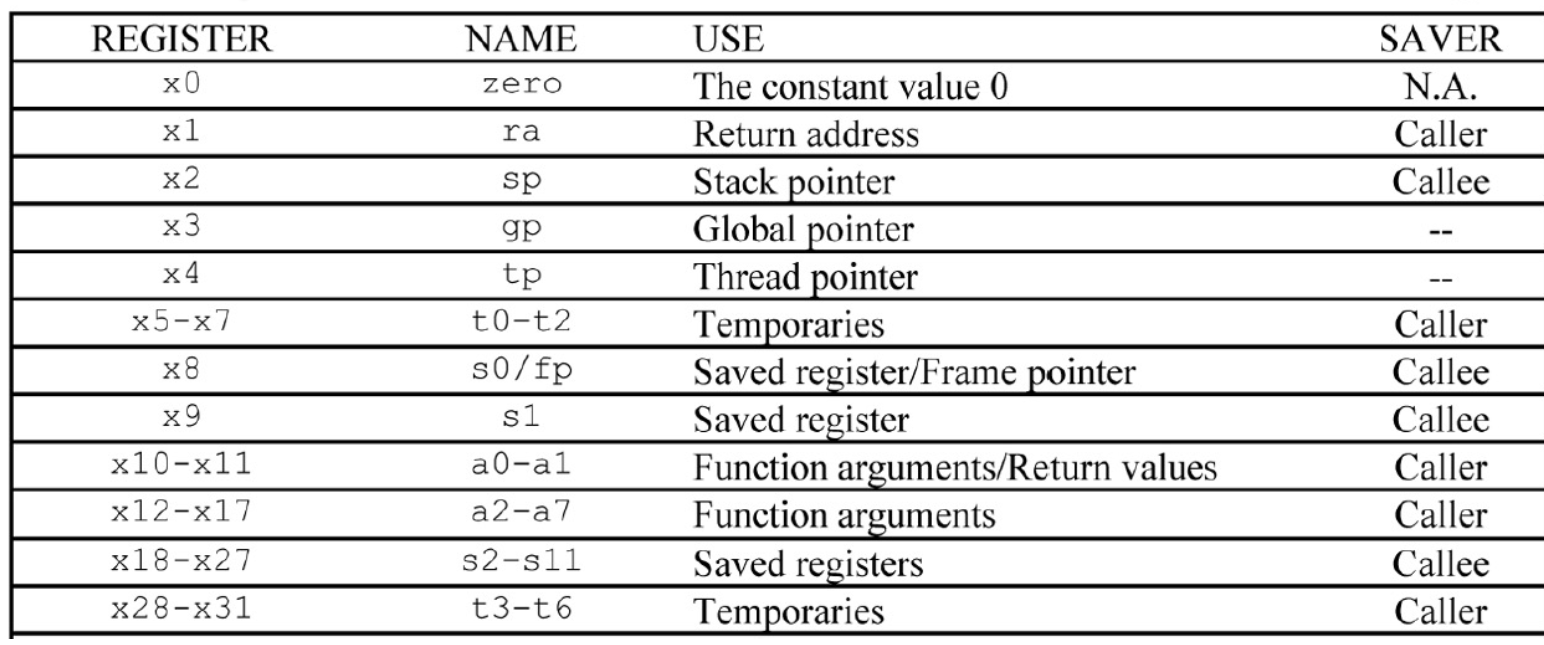 REGISTER NAME USE SAVER
x0 zero The constant value 0 N.A.
x1 ra Return address Caller
x2 sp Stack pointer Callee
x3 gp Global pointer --
x4 tp Thread pointer --
x5-x7 t0-t2 Temporaries Caller
x8 s0/fp Saved register/Frame pointer Callee
x9 s1 Saved register Callee
x10-x11 a0-a1 Function arguments/Return values Caller
x12-x17 a2-a7 Function arguments Caller
x18-x27 s2-s11 Saved registers Callee
x28-x31 t3-t6 Temporaries Caller